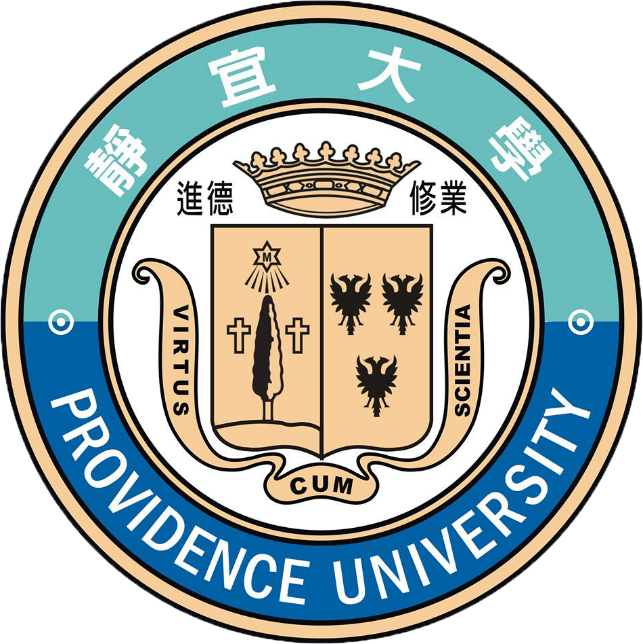 靜宜大學
進德 修業
M
VIRTUS
CUM
SCIENTIA
PROVIDENCE UNIVERSITY